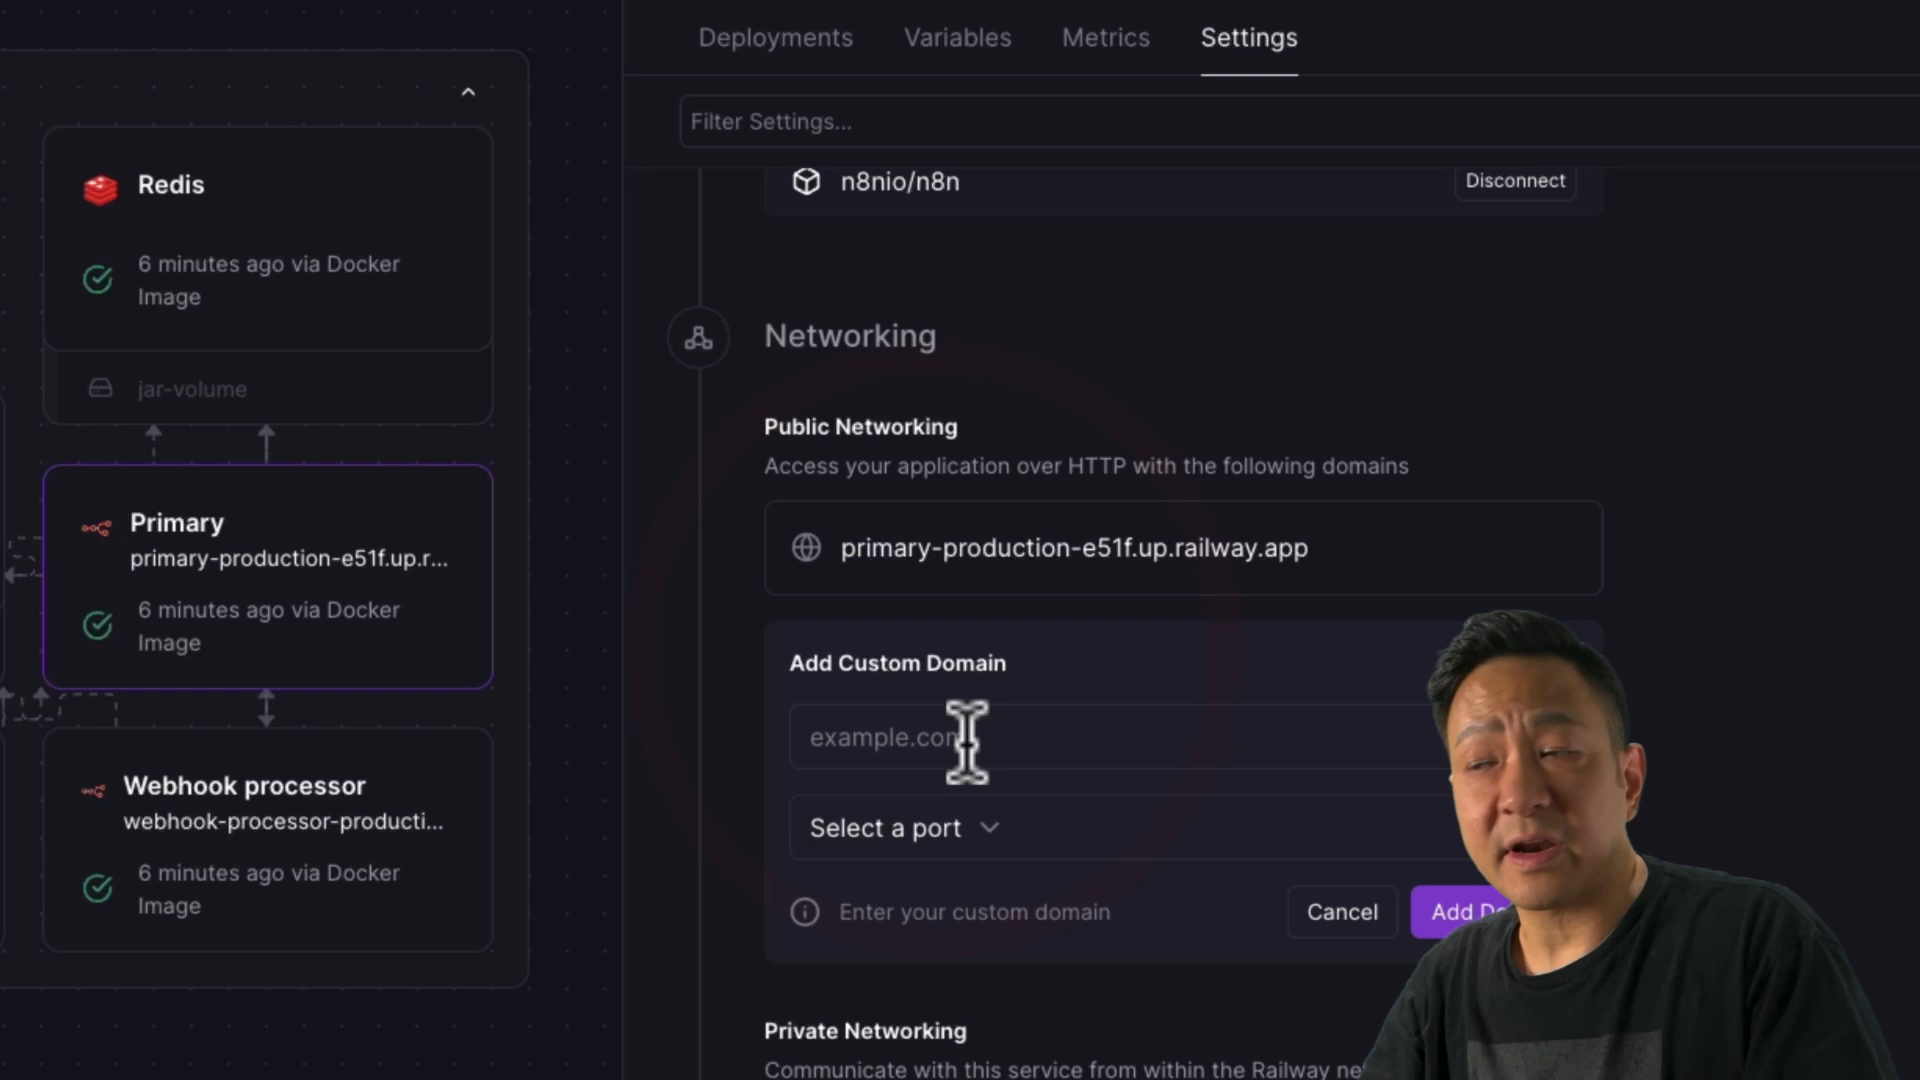 Deployments
Variables
Metrics
Settings
Filter Settings...
Redis
6 minutes ago via Docker
Image
jar-volume
Primary
primary-production-e51f.up.r...
6 minutes ago via Docker
Image
Webhook processor
webhook-processor-producti...
6 minutes ago via Docker
Image
n8nio/n8n
Disconnect
Networking
Public Networking
Access your application over HTTP with the following domains
primary-production-e51f.up.railway.app
Add Custom Domain
Select a port
Enter your custom domain
Cancel
Add
Private Networking
Communicate with this service from within the Railway